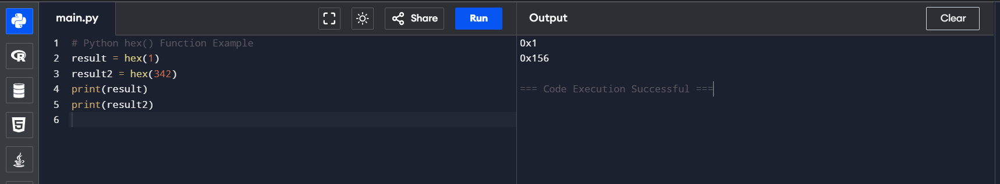 main.py
Share
Run
Output
Clear
1 # Python hex() Function Example
2 result = hex(1)
3 result2 = hex(342)
4 print(result)
5 print(result2)
6
0x1
0x156
=== Code Execution Successful ===